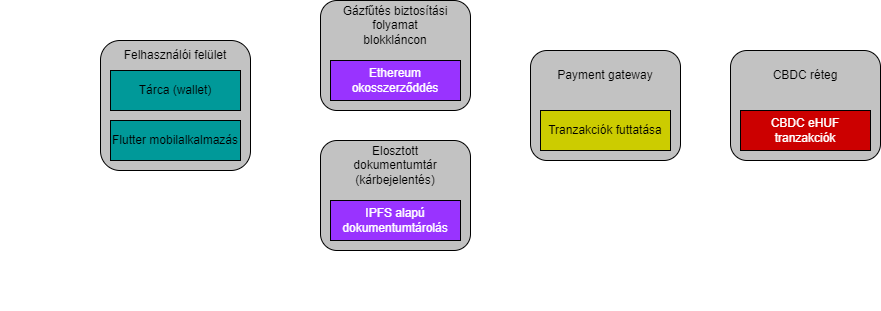 Felhasználói felület
Tárca (wallet)
Flutter mobilalkalmazás
Gázfűtés biztosítási
folyamat
blokkláncon
Ethereum
okosszerződdés
Elosztott
dokumentumtár
(kárbejelentés)
IPFS alapú
dokumentumtárolás
Payment gateway
Tranzakciók futtatása
CBDC réteg
CBDC eHUF
tranzakciók